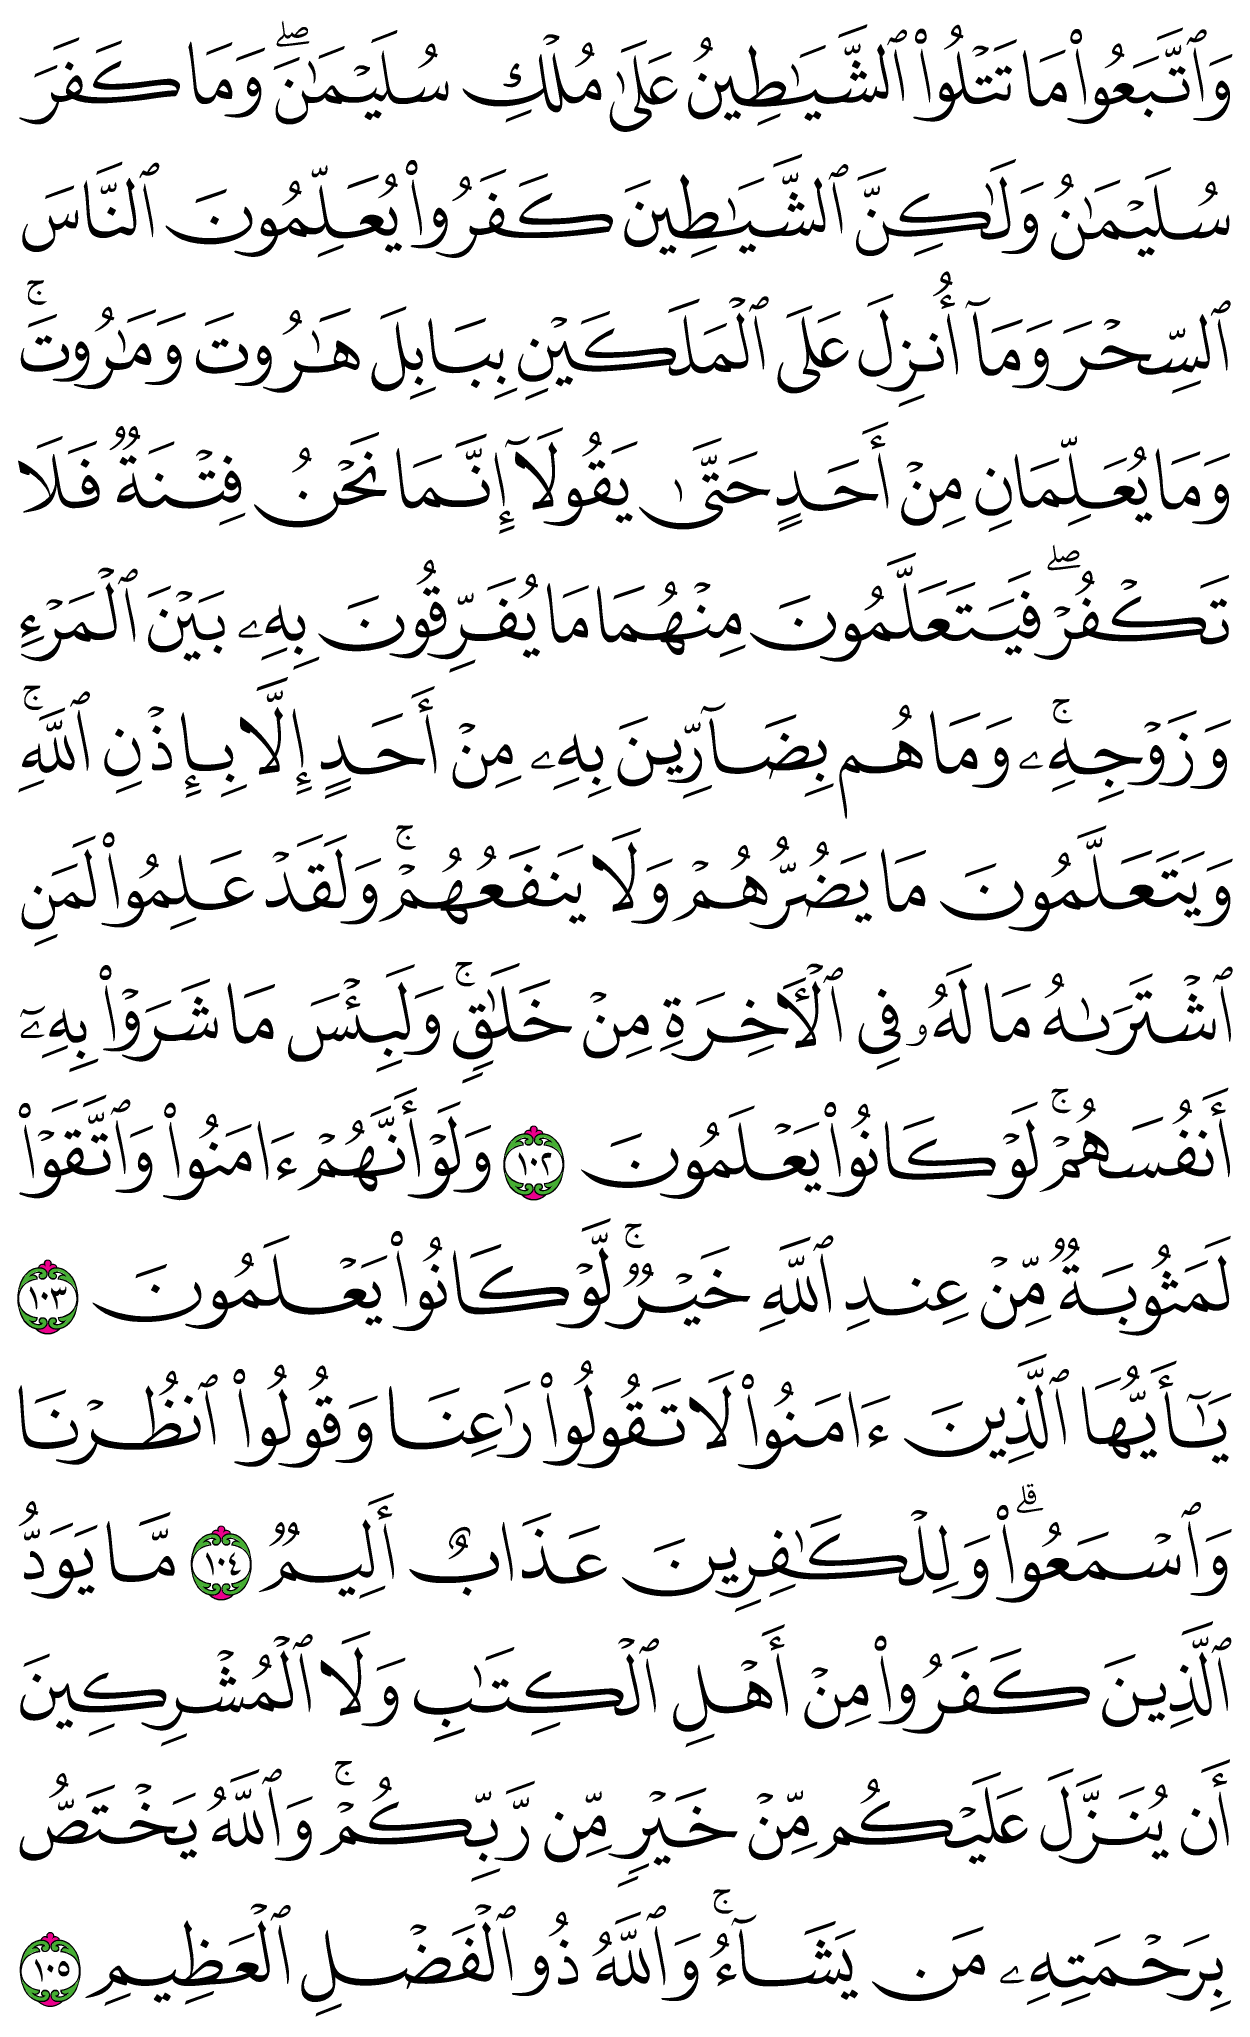 وَٱتَّبَعُوا۟ مَا تَتْلُوا۟ ٱلشَّيَـٰطِينُ عَلَىٰ مُلْكِ سُلَيْمَـٰنَ ۖ وَمَا كَفَرَ
سُلَيْمَـٰنُ وَلَـٰكِنَّ ٱلشَّيَـٰطِينَ كَفَرُوا۟ يُعَلِّمُونَ ٱلنَّاسَ
ٱلسِّحْرَ وَمَآ أُنزِلَ عَلَى ٱلْمَلَكَيْنِ بِبَابِلَ هَـٰرُوتَ وَمَـٰرُوتَ ۚ
وَمَا يُعَلِّمَانِ مِنْ أَحَدٍ حَتَّىٰ يَقُولَآ إِنَّمَا نَحْنُ فِتْنَةٌ فَلَا
تَكْفُرْ ۖ فَيَتَعَلَّمُونَ مِنْهُمَا مَا يُفَرِّقُونَ بِهِۦ بَيْنَ ٱلْمَرْءِ
وَزَوْجِهِۦ ۚ وَمَا هُم بِضَآرِّينَ بِهِۦ مِنْ أَحَدٍ إِلَّا بِإِذْنِ ٱللَّهِ ۚ
وَيَتَعَلَّمُونَ مَا يَضُرُّهُمْ وَلَا يَنفَعُهُمْ ۚ وَلَقَدْ عَلِمُوا۟ لَمَنِ
ٱشْتَرَىٰهُ مَا لَهُۥ فِى ٱلْـَٔاخِرَةِ مِنْ خَلَـٰقٍ ۚ وَلَبِئْسَ مَا شَرَوْا۟ بِهِۦٓ
أَنفُسَهُمْ ۚ لَوْ كَانُوا۟ يَعْلَمُونَ ١٠٢ وَلَوْ أَنَّهُمْ ءَامَنُوا۟ وَٱتَّقَوْا۟
لَمَثُوبَةٌ مِّنْ عِندِ ٱللَّهِ خَيْرٌ ۚ لَّوْ كَانُوا۟ يَعْلَمُونَ ١٠٣
يَـٰٓأَيُّهَا ٱلَّذِينَ ءَامَنُوا۟ لَا تَقُولُوا۟ رَٰعِنَا وَقُولُوا۟ ٱنظُرْنَا
وَٱسْمَعُوا۟ ۗ وَلِلْكَـٰفِرِينَ عَذَابٌ أَلِيمٌ ١٠٤ مَّا يَوَدُّ
ٱلَّذِينَ كَفَرُوا۟ مِنْ أَهْلِ ٱلْكِتَـٰبِ وَلَا ٱلْمُشْرِكِينَ
أَن يُنَزَّلَ عَلَيْكُم مِّنْ خَيْرٍ مِّن رَّبِّكُمْ ۚ وَٱللَّهُ يَخْتَصُّ
بِرَحْمَتِهِۦ مَن يَشَآءُ ۚ وَٱللَّهُ ذُو ٱلْفَضْلِ ٱلْعَظِيمِ ١٠٥